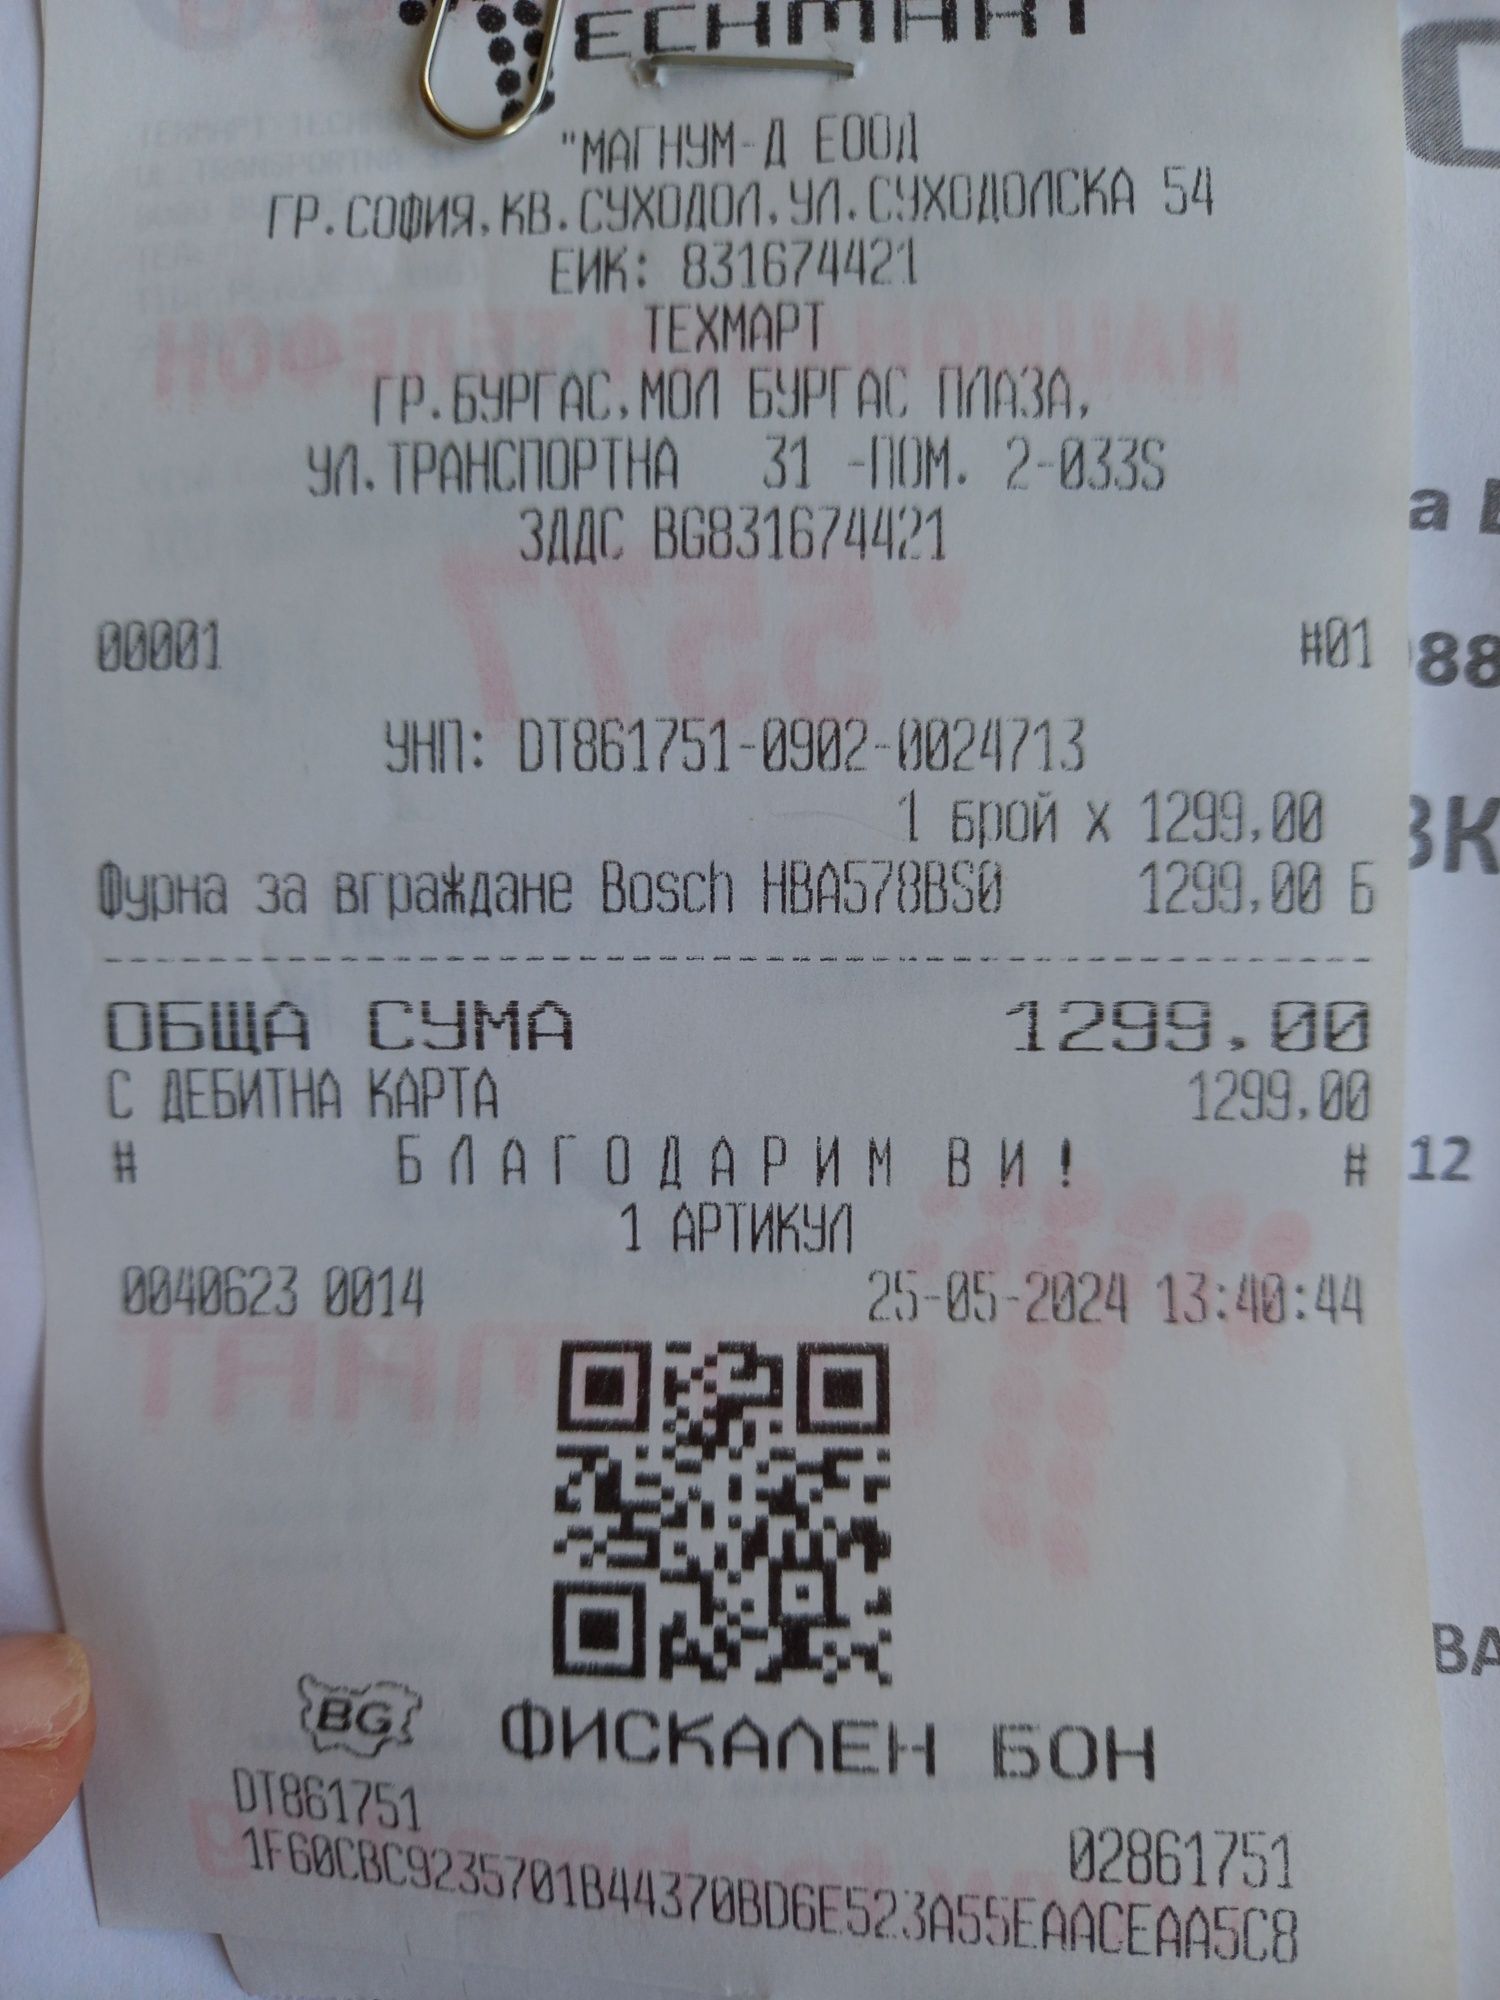 TECHMART
"МАГНУМ-Д ЕООД
ГР.СОФИЯ,КВ.СУХОДОЛ,УЛ.СУХОДОЛСКА 54
ЕИК: 831674421
ТЕХМАРТ
ГР.БУРГАС,МОЛ БУРГАС ПЛАЗА,
УЛ.ТРАНСПОРТНА 31 -ПОМ. 2-033S
ЗДДС BG831674421
00001 #01
УНП: DT861751-0902-0024713
1 брой x 1299,00
Фурна за вграждане Bosch HBA578BS0 1299,00 Б
ОБЩА СУМА 1299.00
С ДЕБИТНА КАРТА 1299,00
# БЛАГОДАРИМ ВИ! #
1 АРТИКУЛ
0040623 0014 25-05-2024 13:40:44
BG ФИСКАЛЕН БОН
DT861751 02861751
1F60CBC9235701B44370BD6E523A55EAACEAA5C8
12